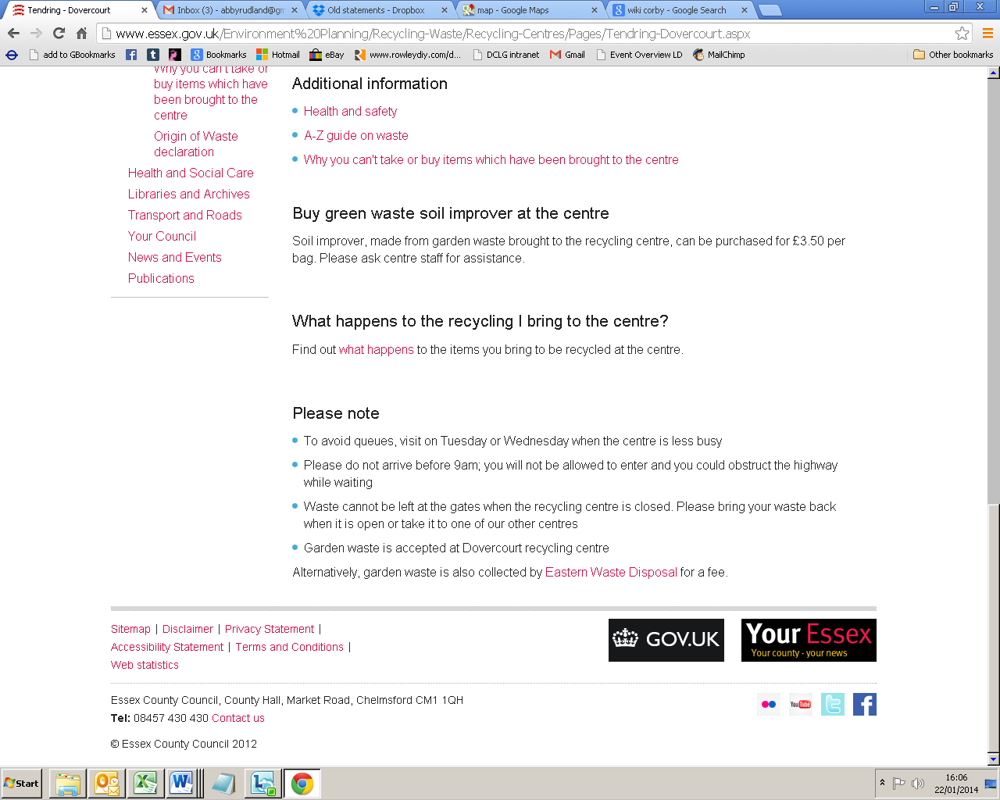 Tendring - Dovercourt
Inbox (3) - abbyrudland@gm
Old statements - Dropbox
map - Google Maps
wiki corby - Google Search
www.essex.gov.uk/Environment%20Planning/Recycling-Waste/Recycling-Centres/Pages/Tendring-Dovercourt.aspx
add to GBookmarks
Bookmarks
Hotmail
eBay
www.rowleydiy.com/d...
DCLG intranet
Gmail
Event Overview LD
MailChimp
Other bookmarks
Why you can't take or
buy items which have
been brought to the
centre
Origin of Waste
declaration
Health and Social Care
Libraries and Archives
Transport and Roads
Your Council
News and Events
Publications
Additional information
Health and safety
A-Z guide on waste
Why you can't take or buy items which have been brought to the centre
Buy green waste soil improver at the centre
Soil improver, made from garden waste brought to the recycling centre, can be purchased for £3.50 per
bag. Please ask centre staff for assistance.
What happens to the recycling I bring to the centre?
Find out what happens to the items you bring to be recycled at the centre.
Please note
To avoid queues, visit on Tuesday or Wednesday when the centre is less busy
Please do not arrive before 9am; you will not be allowed to enter and you could obstruct the highway
while waiting
Waste cannot be left at the gates when the recycling centre is closed. Please bring your waste back
when it is open or take it to one of our other centres
Garden waste is accepted at Dovercourt recycling centre
Alternatively, garden waste is also collected by Eastern Waste Disposal for a fee.
Sitemap | Disclaimer | Privacy Statement |
Accessibility Statement | Terms and Conditions |
Web statistics
GOV.UK
Your Essex
Your county - your news
Essex County Council, County Hall, Market Road, Chelmsford CM1 1QH
Tel: 08457 430 430 Contact us
You Tube
© Essex County Council 2012
Start
16:06
22/01/2014